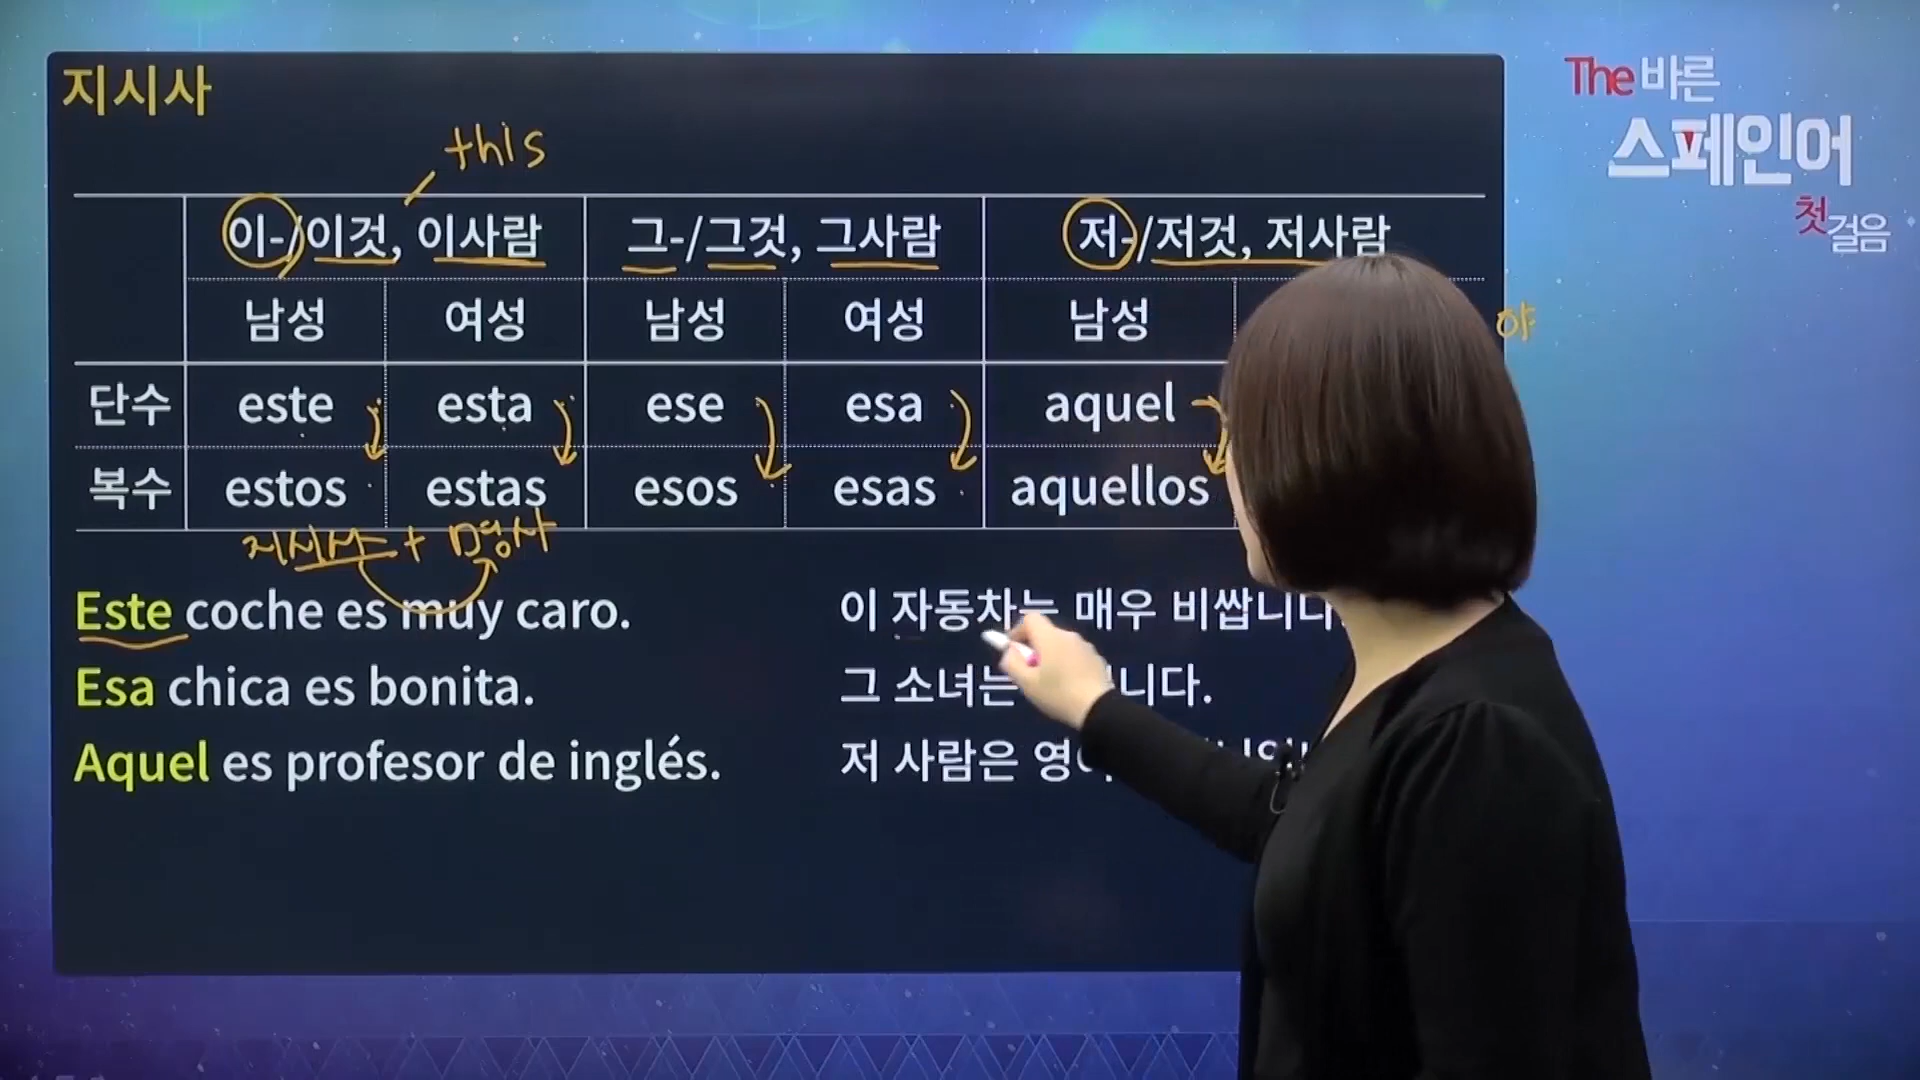 지시사
this
이-/이것, 이사람 그-/그것, 그사람 저-/저것, 저사람
남성 여성 남성 여성 남성
단수 este esta ese esa aquel
복수 estos estas esos esas aquellos
지시사 + 명사
Este coche es muy caro. 이 자동차는 매우 비쌉니다
Esa chica es bonita. 그 소녀는 니다.
Aquel es profesor de inglés. 저 사람은
The 바른
스페인어
첫걸음
야